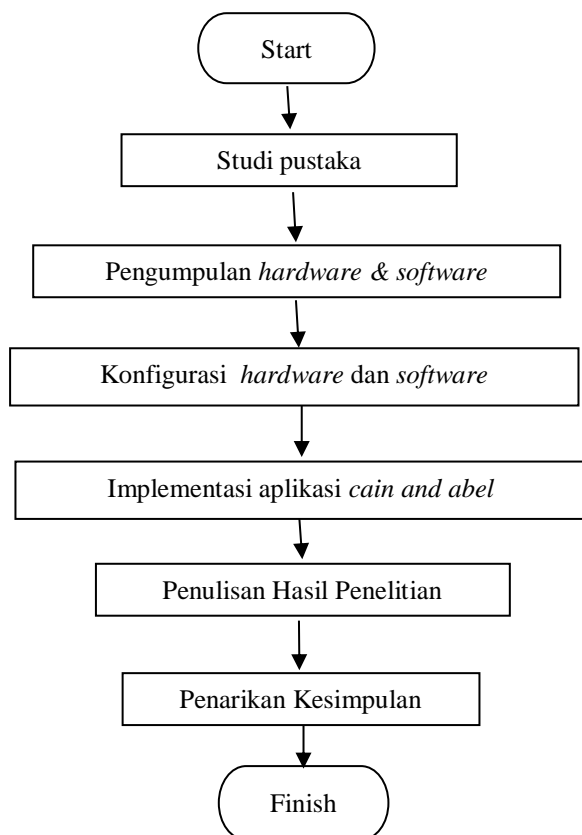 Start
Studi pustaka
Pengumpulan hardware & software
Konfigurasi hardware dan software
Implementasi aplikasi cain and abel
Penulisan Hasil Penelitian
Penarikan Kesimpulan
Finish